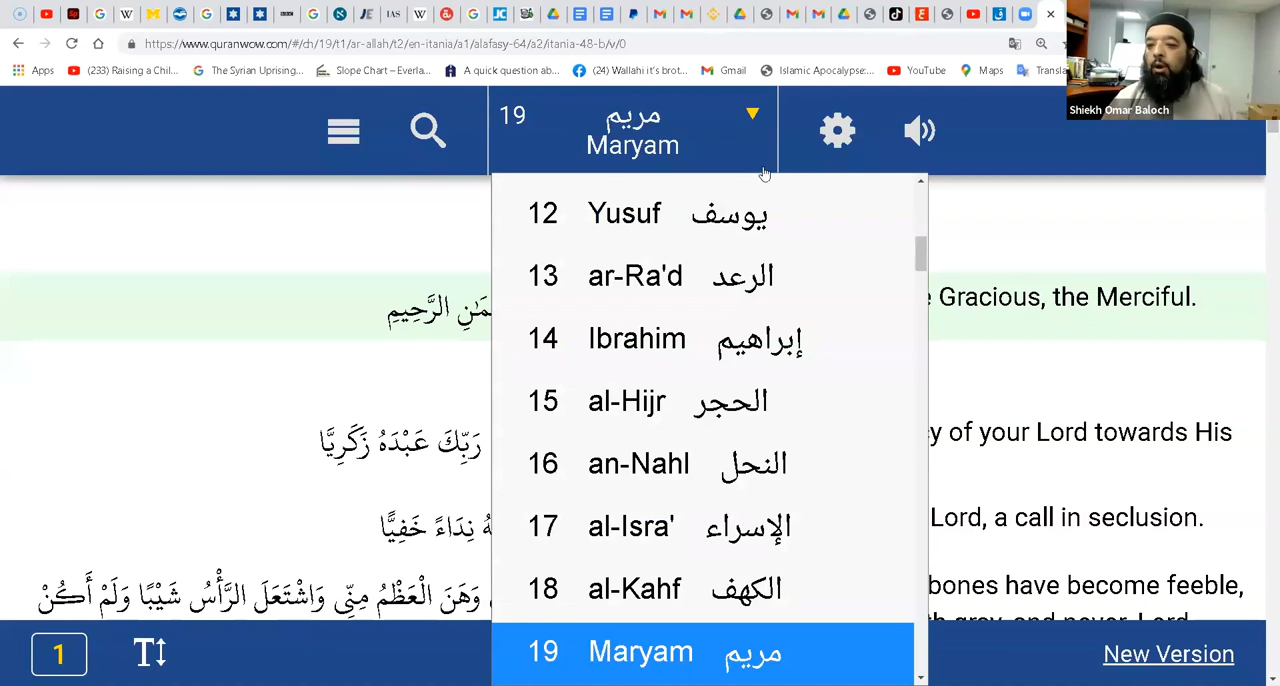 https://www.quranwow.com/#/ch/19/t1/ar-allah/t2/en-itania/a1/alafasy-64/a2/itania-48-b/v/0
Apps (233) Raising a Chil... The Syrian Uprising... Slope Chart – Everla... A quick question ab... (24) Wallahi it's brot... Gmail Islamic Apocalypse:... YouTube Maps Transla
Shiekh Omar Baloch
19 مريم
Maryam
12 Yusuf يوسف
13 ar-Ra'd الرعد
14 Ibrahim إبراهيم
15 al-Hijr الحجر
16 an-Nahl النحل
17 al-Isra' الإسراء
18 al-Kahf الكهف
19 Maryam مريم
الرَّحِيمِ
Gracious, the Merciful.
رَبِّكَ عَبْدَهُ زَكَرِيَّا
of your Lord towards His
نِدَاءً خَفِيًّا
Lord, a call in seclusion.
وَهَنَ الْعَظْمُ مِنِّي وَاشْتَعَلَ الرَّأْسُ شَيْبًا وَلَمْ أَكُنْ
bones have become feeble,
1 T
New Version